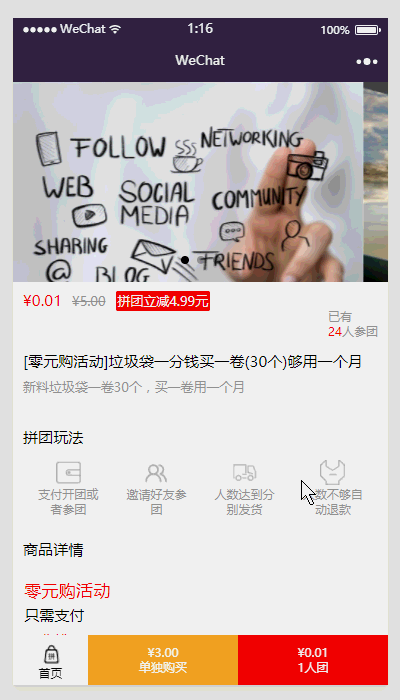 WeChat 1:16 100%
WeChat
FOLLOW NETWORKING
WEB SOCIAL MEDIA COMMUNITY
SHARING BLOG FRIENDS
@
¥0.01 ¥5.00 拼团立减4.99元
已有
24人参团
[零元购活动]垃圾袋一分钱买一卷(30个)够用一个月
新料垃圾袋一卷30个，买一卷用一个月
拼团玩法
支付开团或者参团
邀请好友参团
人数达到分别发货
数不够自动退款
商品详情
零元购活动
只需支付
首页
¥3.00
单独购买
¥0.01
1人团